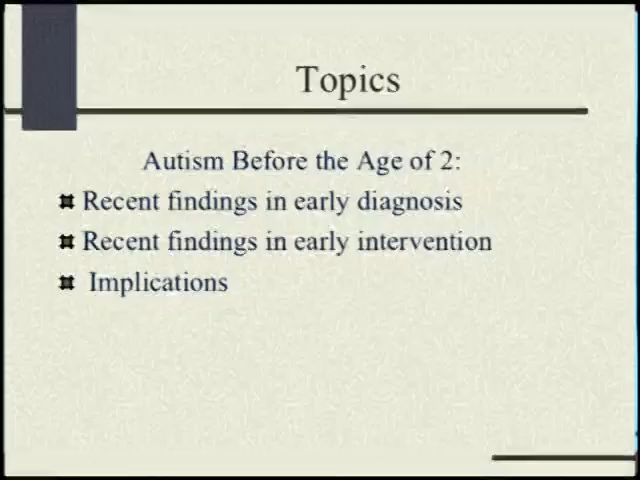 Topics
Autism Before the Age of 2:
Recent findings in early diagnosis
Recent findings in early intervention
Implications